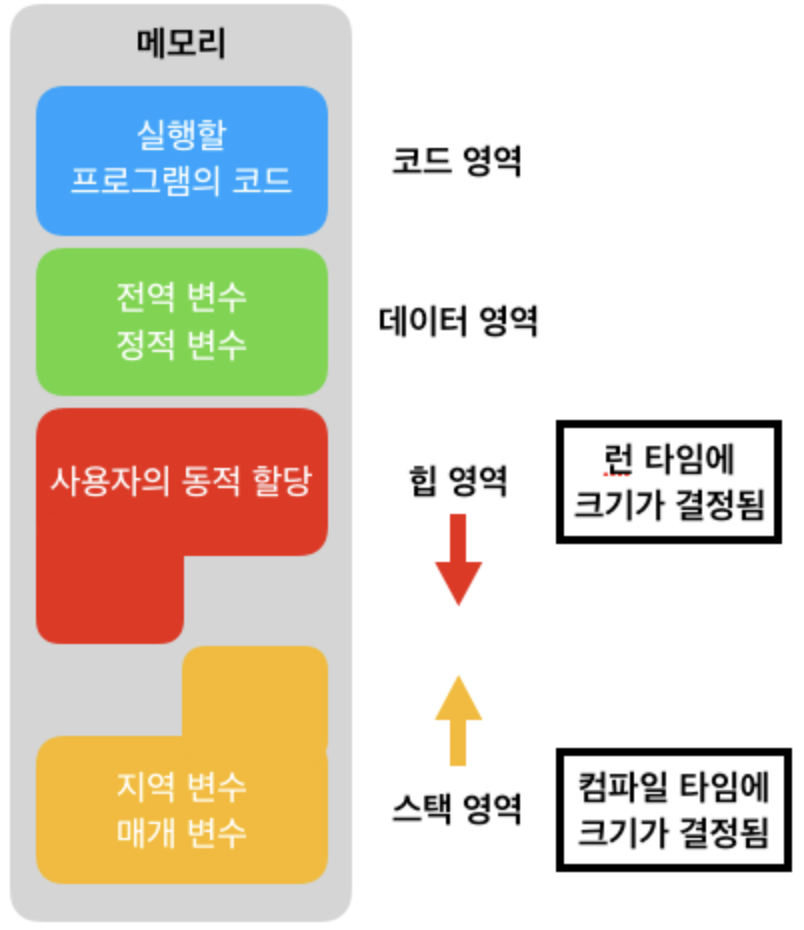 메모리
실행할
프로그램의 코드
코드 영역
전역 변수
정적 변수
데이터 영역
사용자의 동적 할당
힙 영역
런 타임에
크기가 결정됨
지역 변수
매개 변수
스택 영역
컴파일 타임에
크기가 결정됨